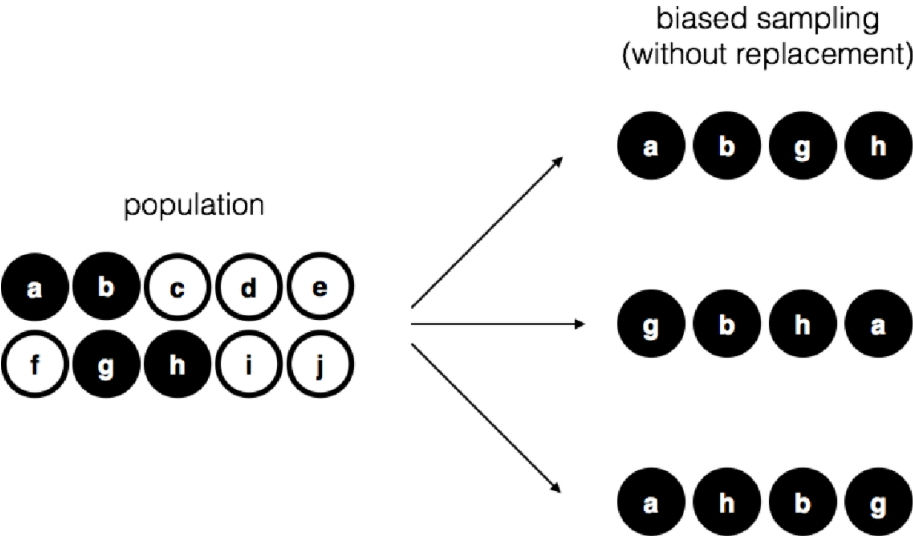 biased sampling
(without replacement)
a b g h
population
a b c d e
g b h a
f g h i j
a h b g